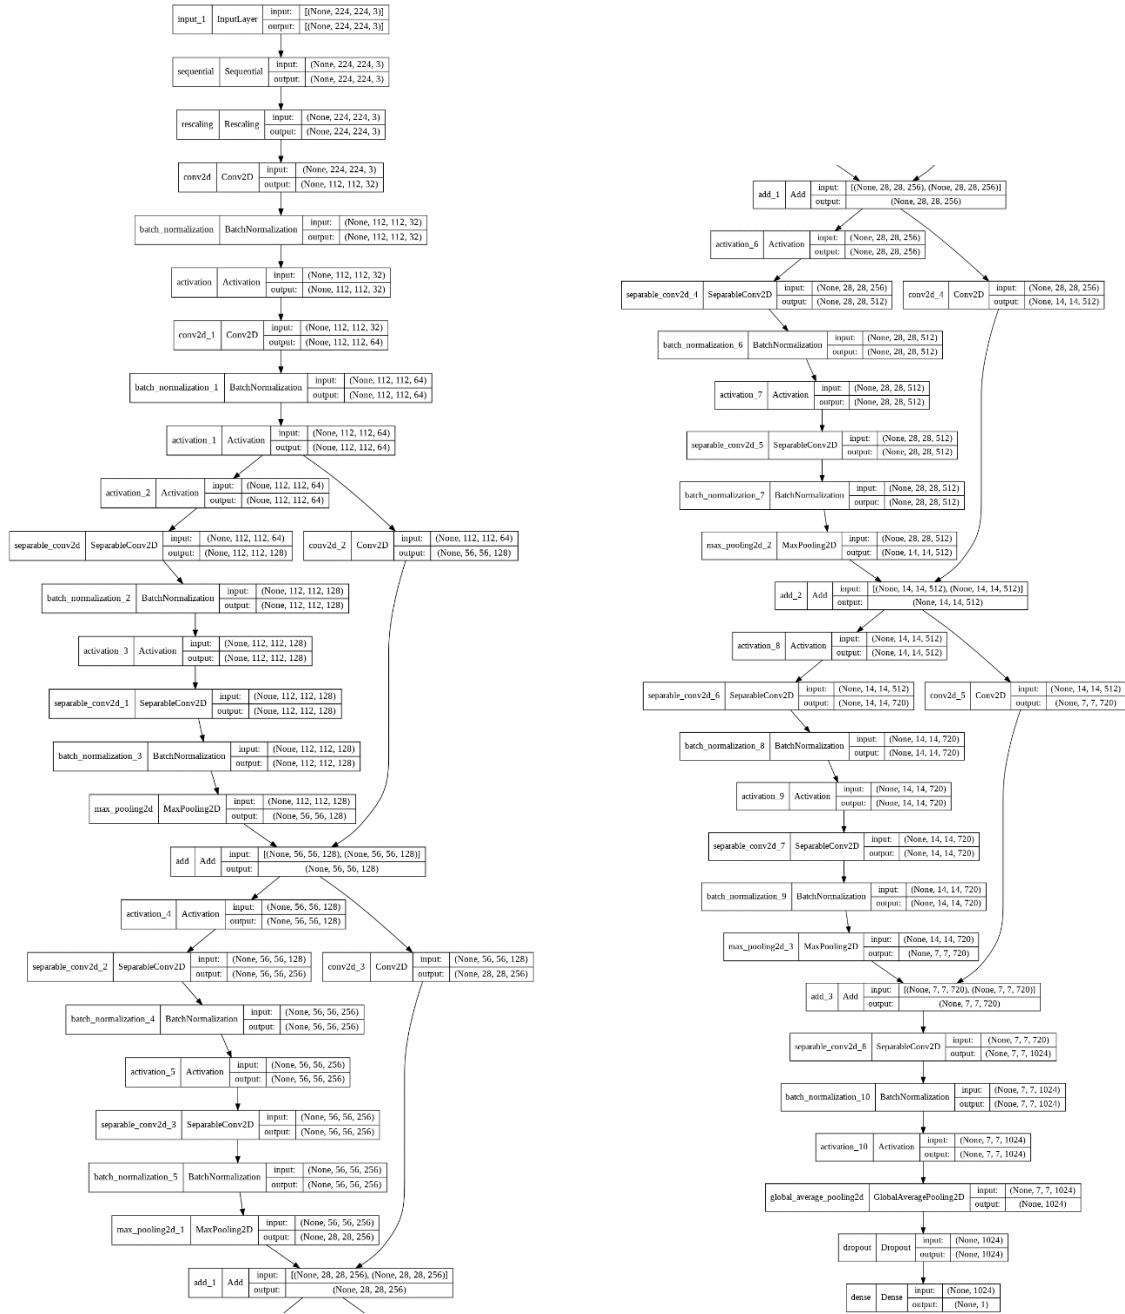 input_1 InputLayer input: [(None, 224, 224, 3)]
output: [(None, 224, 224, 3)]
sequential Sequential input: (None, 224, 224, 3)
output: (None, 224, 224, 3)
rescaling Rescaling input: (None, 224, 224, 3)
output: (None, 224, 224, 3)
conv2d Conv2D input: (None, 224, 224, 3)
output: (None, 112, 112, 32)
batch_normalization BatchNormalization input: (None, 112, 112, 32)
output: (None, 112, 112, 32)
activation Activation input: (None, 112, 112, 32)
output: (None, 112, 112, 32)
conv2d_1 Conv2D input: (None, 112, 112, 32)
output: (None, 112, 112, 64)
batch_normalization_1 BatchNormalization input: (None, 112, 112, 64)
output: (None, 112, 112, 64)
activation_1 Activation input: (None, 112, 112, 64)
output: (None, 112, 112, 64)
activation_2 Activation input: (None, 112, 112, 64)
output: (None, 112, 112, 64)
separable_conv2d SeparableConv2D input: (None, 112, 112, 64)
output: (None, 112, 112, 128)
conv2d_2 Conv2D input: (None, 112, 112, 64)
output: (None, 56, 56, 128)
batch_normalization_2 BatchNormalization input: (None, 112, 112, 128)
output: (None, 112, 112, 128)
activation_3 Activation input: (None, 112, 112, 128)
output: (None, 112, 112, 128)
separable_conv2d_1 SeparableConv2D input: (None, 112, 112, 128)
output: (None, 112, 112, 128)
batch_normalization_3 BatchNormalization input: (None, 112, 112, 128)
output: (None, 112, 112, 128)
max_pooling2d MaxPooling2D input: (None, 112, 112, 128)
output: (None, 56, 56, 128)
add Add input: [(None, 56, 56, 128), (None, 56, 56, 128)]
output: (None, 56, 56, 128)
activation_4 Activation input: (None, 56, 56, 128)
output: (None, 56, 56, 128)
separable_conv2d_2 SeparableConv2D input: (None, 56, 56, 128)
output: (None, 56, 56, 256)
conv2d_3 Conv2D input: (None, 56, 56, 128)
output: (None, 28, 28, 256)
batch_normalization_4 BatchNormalization input: (None, 56, 56, 256)
output: (None, 56, 56, 256)
activation_5 Activation input: (None, 56, 56, 256)
output: (None, 56, 56, 256)
separable_conv2d_3 SeparableConv2D input: (None, 56, 56, 256)
output: (None, 56, 56, 256)
batch_normalization_5 BatchNormalization input: (None, 56, 56, 256)
output: (None, 56, 56, 256)
max_pooling2d_1 MaxPooling2D input: (None, 56, 56, 256)
output: (None, 28, 28, 256)
add_1 Add input: [(None, 28, 28, 256), (None, 28, 28, 256)]
output: (None, 28, 28, 256)
add_1 Add input: [(None, 28, 28, 256), (None, 28, 28, 256)]
output: (None, 28, 28, 256)
activation_6 Activation input: (None, 28, 28, 256)
output: (None, 28, 28, 256)
separable_conv2d_4 SeparableConv2D input: (None, 28, 28, 256)
output: (None, 28, 28, 512)
conv2d_4 Conv2D input: (None, 28, 28, 256)
output: (None, 14, 14, 512)
batch_normalization_6 BatchNormalization input: (None, 28, 28, 512)
output: (None, 28, 28, 512)
activation_7 Activation input: (None, 28, 28, 512)
output: (None, 28, 28, 512)
separable_conv2d_5 SeparableConv2D input: (None, 28, 28, 512)
output: (None, 28, 28, 512)
batch_normalization_7 BatchNormalization input: (None, 28, 28, 512)
output: (None, 28, 28, 512)
max_pooling2d_2 MaxPooling2D input: (None, 28, 28, 512)
output: (None, 14, 14, 512)
add_2 Add input: [(None, 14, 14, 512), (None, 14, 14, 512)]
output: (None, 14, 14, 512)
activation_8 Activation input: (None, 14, 14, 512)
output: (None, 14, 14, 512)
separable_conv2d_6 SeparableConv2D input: (None, 14, 14, 512)
output: (None, 14, 14, 720)
conv2d_5 Conv2D input: (None, 14, 14, 512)
output: (None, 7, 7, 720)
batch_normalization_8 BatchNormalization input: (None, 14, 14, 720)
output: (None, 14, 14, 720)
activation_9 Activation input: (None, 14, 14, 720)
output: (None, 14, 14, 720)
separable_conv2d_7 SeparableConv2D input: (None, 14, 14, 720)
output: (None, 14, 14, 720)
batch_normalization_9 BatchNormalization input: (None, 14, 14, 720)
output: (None, 14, 14, 720)
max_pooling2d_3 MaxPooling2D input: (None, 14, 14, 720)
output: (None, 7, 7, 720)
add_3 Add input: [(None, 7, 7, 720), (None, 7, 7, 720)]
output: (None, 7, 7, 720)
separable_conv2d_8 SeparableConv2D input: (None, 7, 7, 720)
output: (None, 7, 7, 1024)
batch_normalization_10 BatchNormalization input: (None, 7, 7, 1024)
output: (None, 7, 7, 1024)
activation_10 Activation input: (None, 7, 7, 1024)
output: (None, 7, 7, 1024)
global_average_pooling2d GlobalAveragePooling2D input: (None, 7, 7, 1024)
output: (None, 1024)
dropout Dropout input: (None, 1024)
output: (None, 1024)
dense Dense input: (None, 1024)
output: (None, 1)